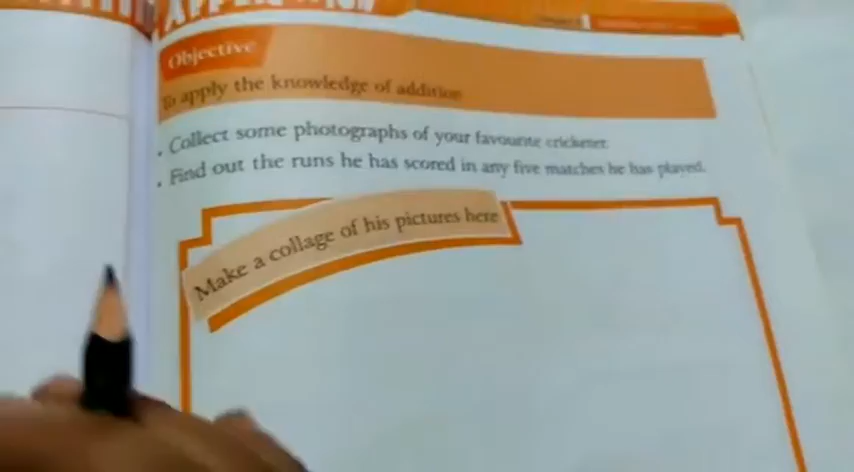 Objective
To apply the knowledge of addition
. Collect some photographs of your favourite cricketer.
. Find out the runs he has scored in any five matches he has played.
Make a collage of his pictures here